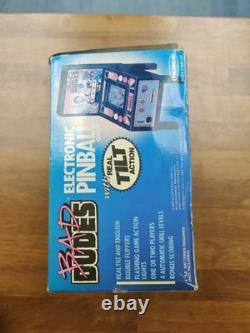 REMCO
BAD
DUDES
ELECTRONIC
PINBALL
with REAL
TILT
ACTION
REAL TILT AND ENGLISH
DOUBLE FLIPPERS
FLASHING GAME ACTION
LIGHTS
ONE OR TWO PLAYERS
4 AUTOMATIC SKILL LEVELS
BONUS SCORING